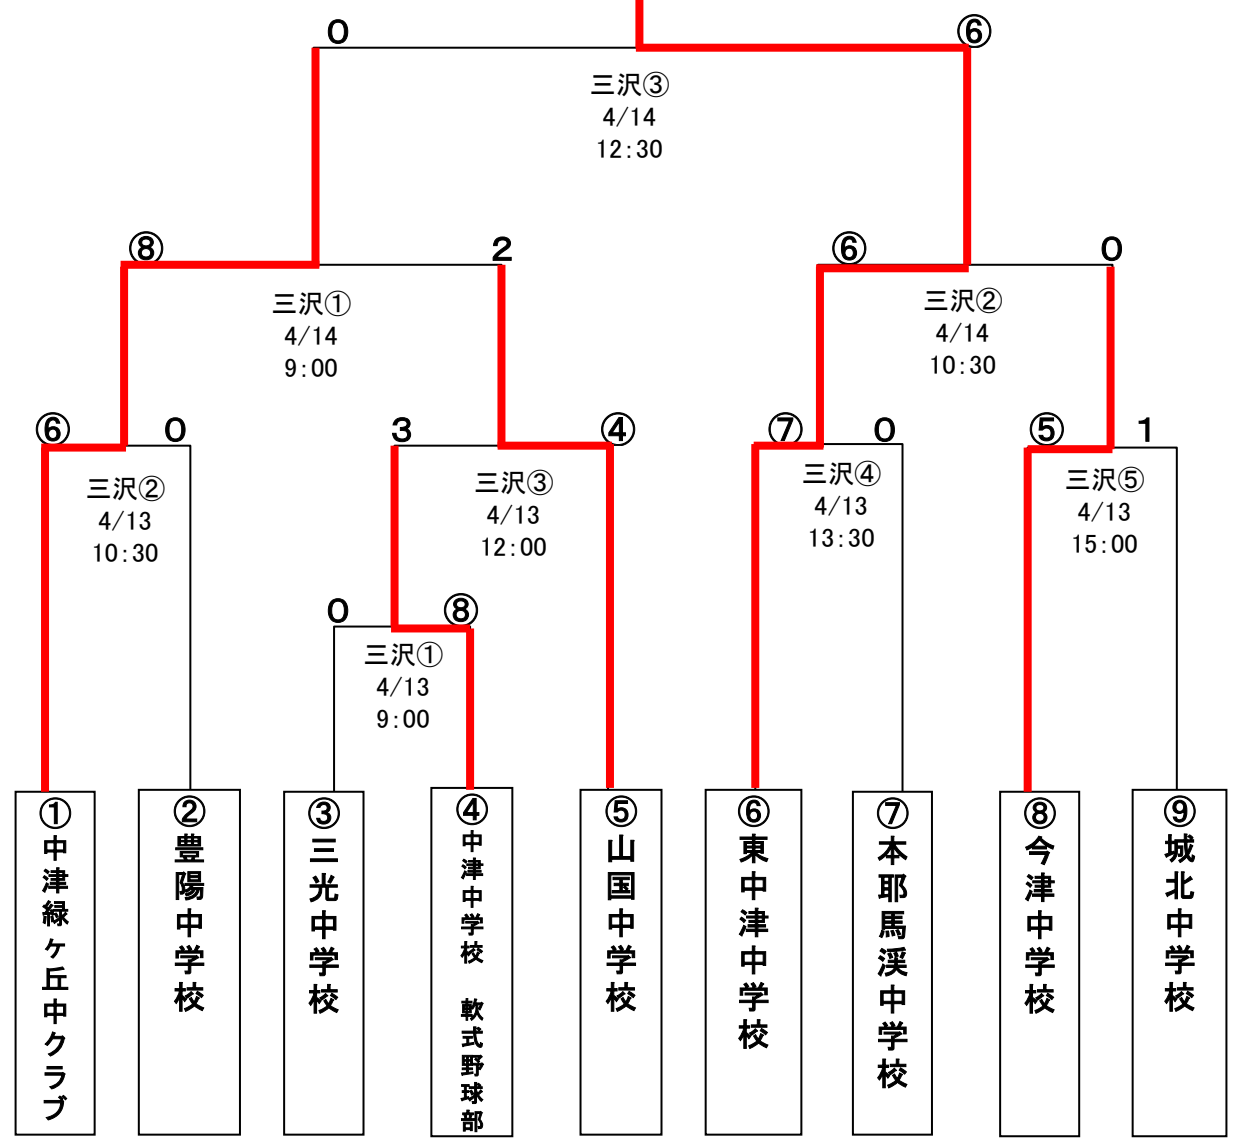 0
⑥
三沢③
4/14
12:30
⑧
2
⑥
0
三沢①
4/14
9:00
三沢②
4/14
10:30
⑥
0
3
④
⑦
0
⑤
1
三沢②
4/13
10:30
三沢③
4/13
12:00
三沢④
4/13
13:30
三沢⑤
4/13
15:00
0
⑧
三沢①
4/13
9:00
①中津緑ヶ丘中クラブ
②豊陽中学校
③三光中学校
④中津中学校 軟式野球部
⑤山国中学校
⑥東中津中学校
⑦本耶馬渓中学校
⑧今津中学校
⑨城北中学校